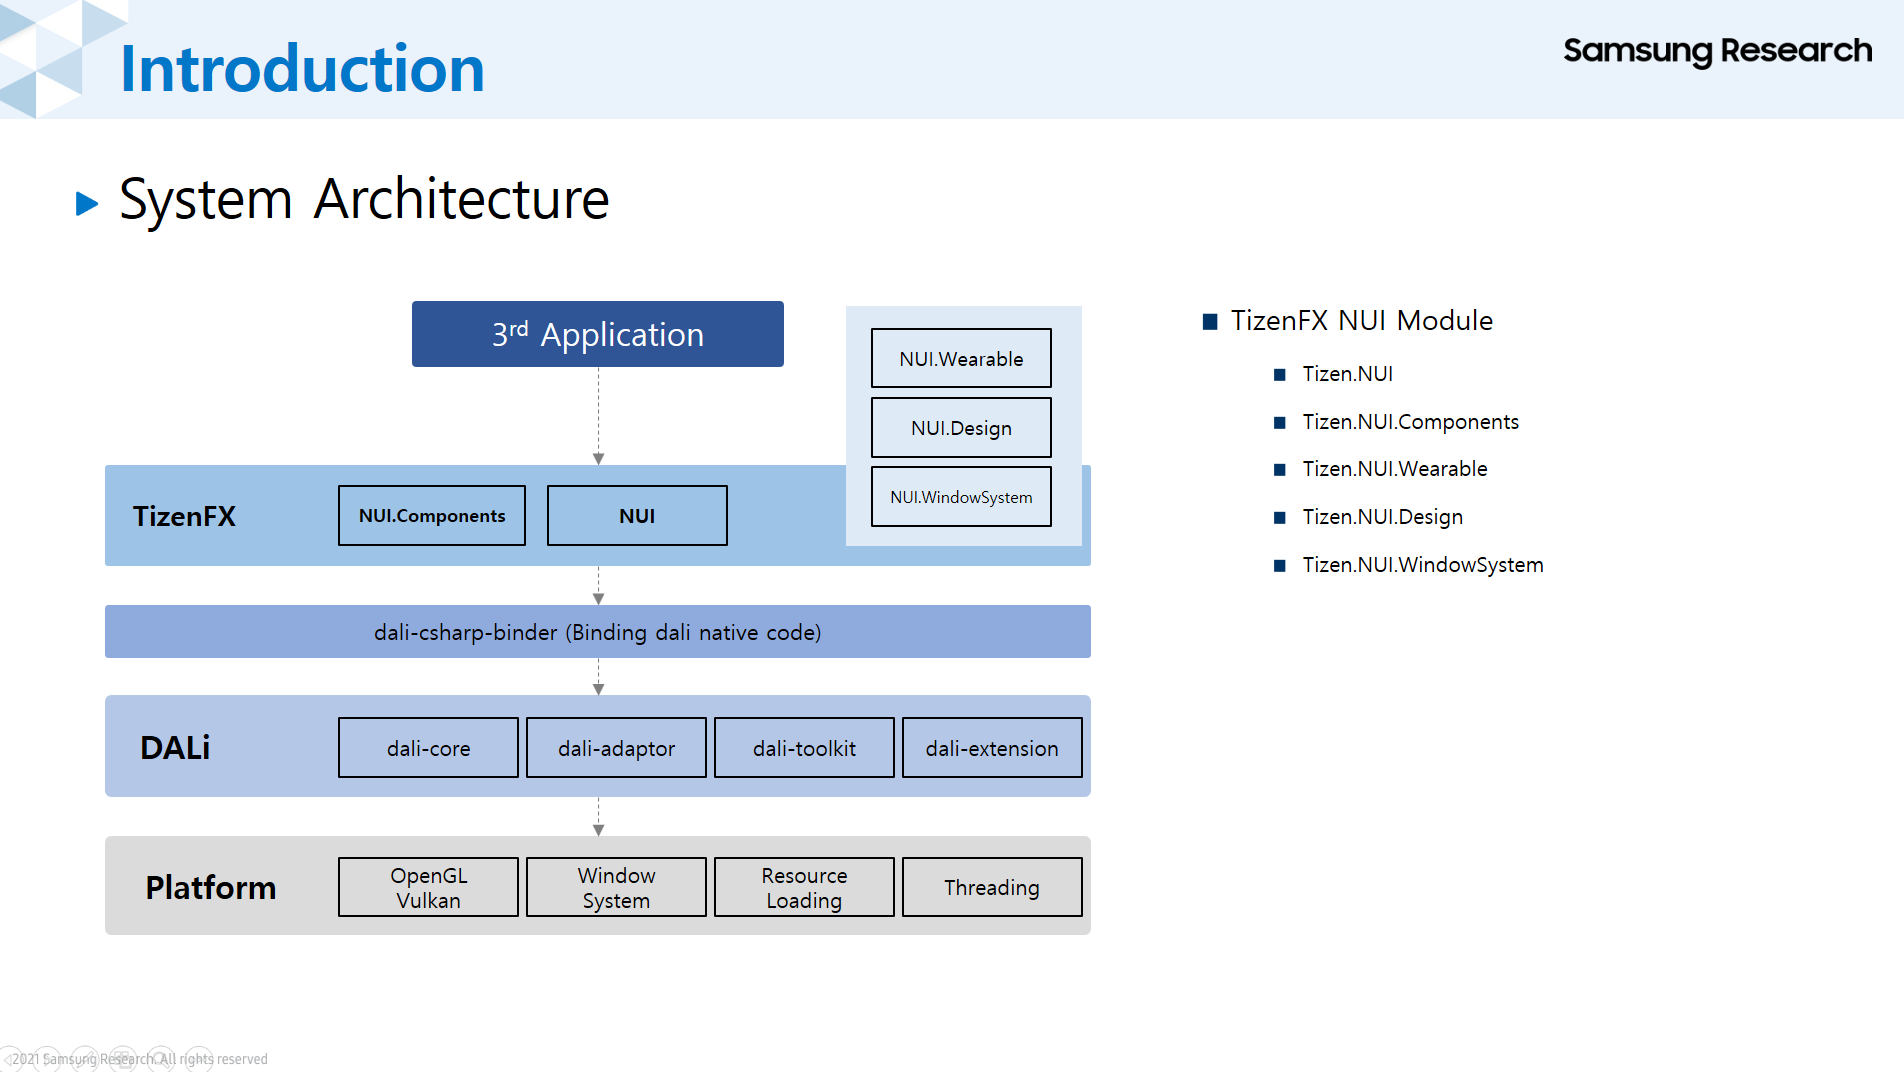 Introduction
Samsung Research
System Architecture
3rd Application
NUI.Wearable
NUI.Design
NUI.WindowSystem
TizenFX
NUI.Components
NUI
dali-csharp-binder (Binding dali native code)
DALi
dali-core
dali-adaptor
dali-toolkit
dali-extension
Platform
OpenGL
Vulkan
Window
System
Resource
Loading
Threading
TizenFX NUI Module
Tizen.NUI
Tizen.NUI.Components
Tizen.NUI.Wearable
Tizen.NUI.Design
Tizen.NUI.WindowSystem
2021 Samsung Research. All rights reserved